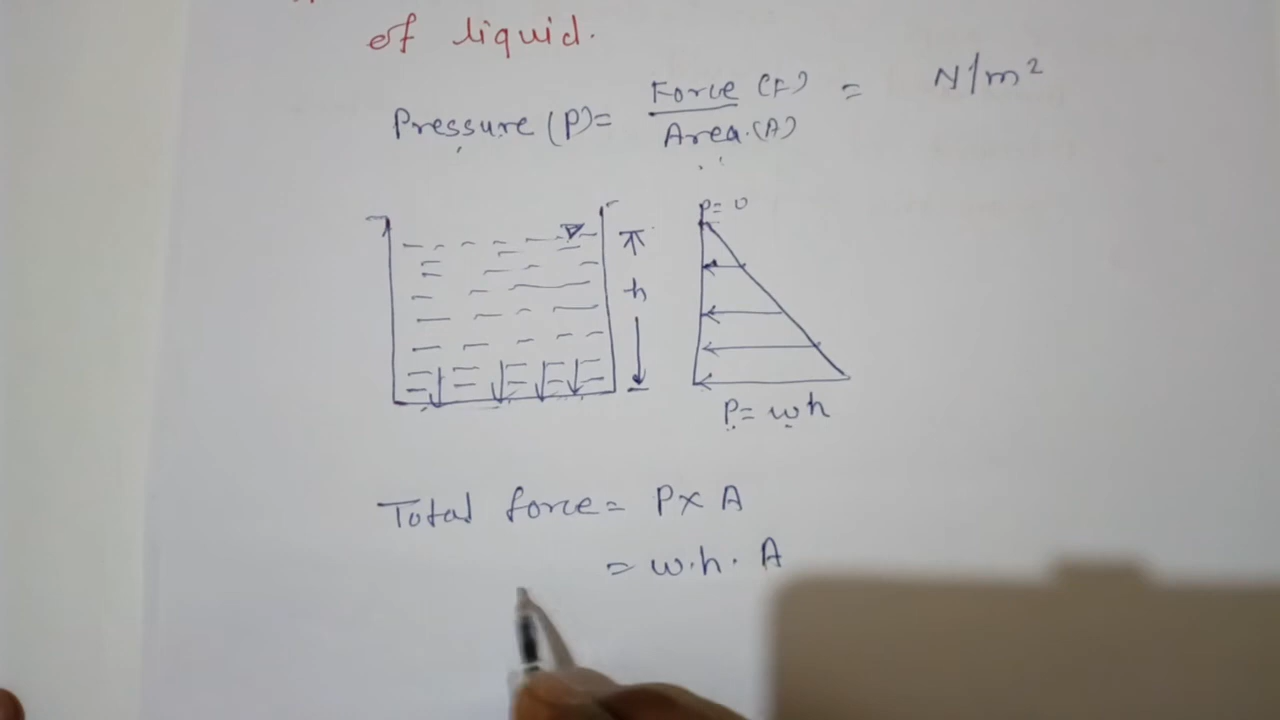 of liquid.
Pressure (P) = Force (F) / Area. (A) = N/m²
P = 0
h
P = wh
Total force = P × A
= w.h. A